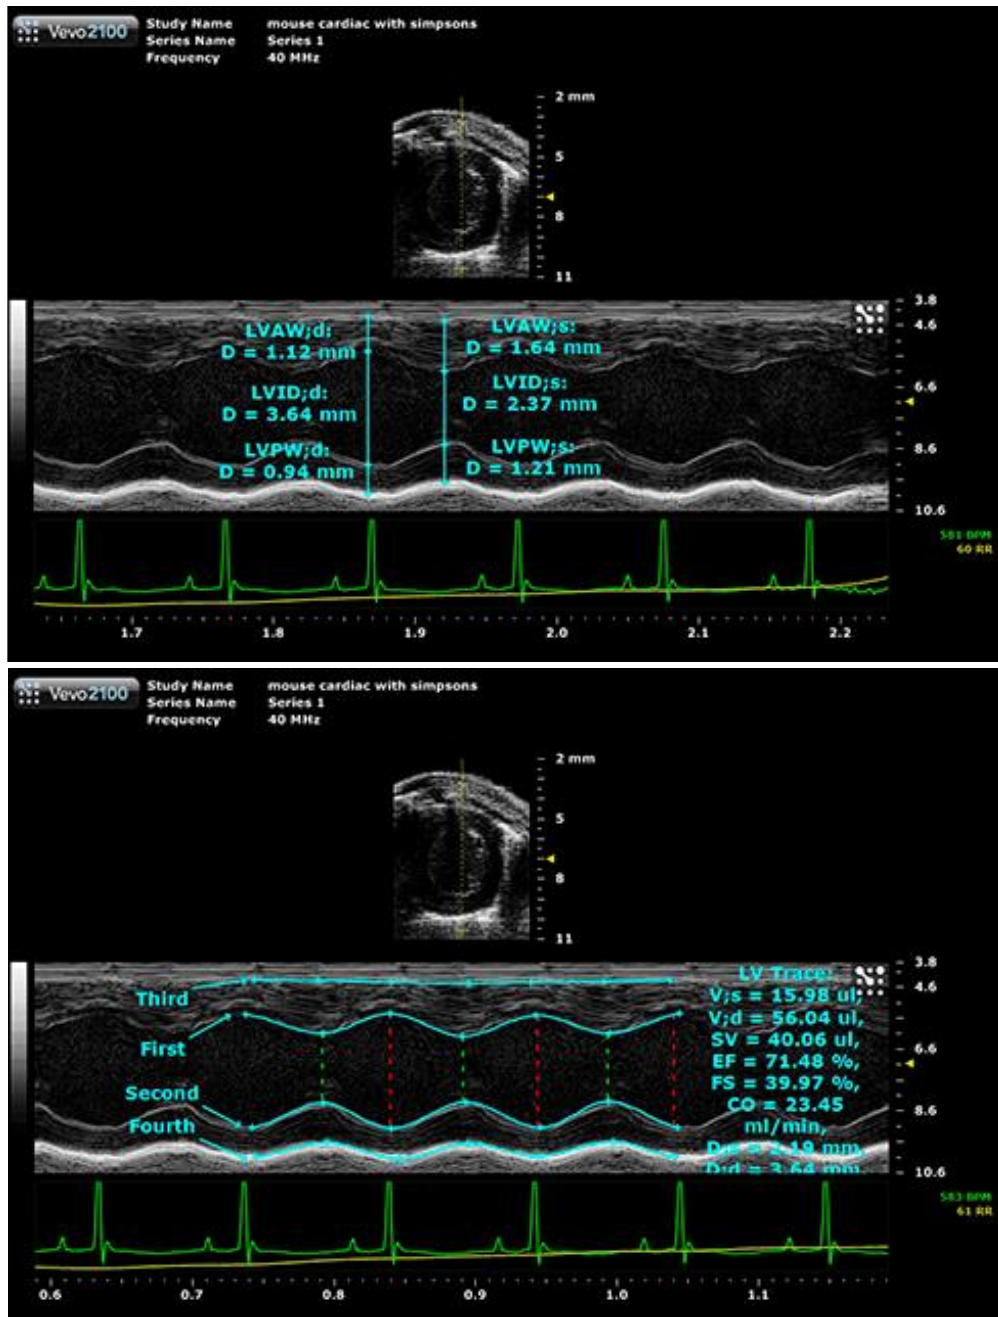 Vevo2100
Study Name mouse cardiac with simpsons
Series Name Series 1
Frequency 40 MHz
2 mm
5
8
11
3.8
4.6
6.6
8.6
10.6
LVAW;d:
D = 1.12 mm
LVAW;s:
D = 1.64 mm
LVID;d:
D = 3.64 mm
LVID;s:
D = 2.37 mm
LVPW;d:
D = 0.94 mm
LVPW;s:
D = 1.21 mm
581 BPM
60 RR
1.7 1.8 1.9 2.0 2.1 2.2
Vevo2100
Study Name mouse cardiac with simpsons
Series Name Series 1
Frequency 40 MHz
2 mm
5
8
11
3.8
4.6
6.6
8.6
10.6
Third
First
Second
Fourth
LV Trace:
V;s = 15.98 ul,
V;d = 56.04 ul,
SV = 40.06 ul,
EF = 71.48 %,
FS = 39.97 %,
CO = 23.45
ml/min,
D;s = 2.19 mm
D;d = 3.64 mm
583 BPM
61 RR
0.6 0.7 0.8 0.9 1.0 1.1